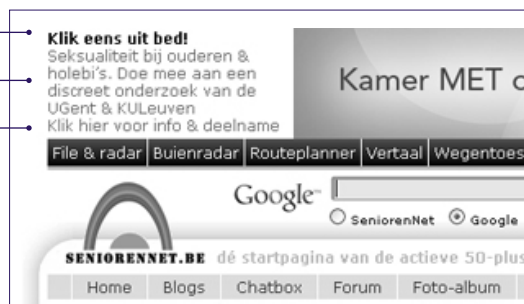 Klik eens uit bed!
Seksualiteit bij ouderen &
holebi's. Doe mee aan een
discreet onderzoek van de
UGent & KULeuven
Klik hier voor info & deelname
Kamer MET
File & radar Buienradar Routeplanner Vertaal Wegentoes
Google™
SeniorenNet Google
SENIORENNET.BE dé startpagina van de actieve 50-plus
Home Blogs Chatbox Forum Foto-album